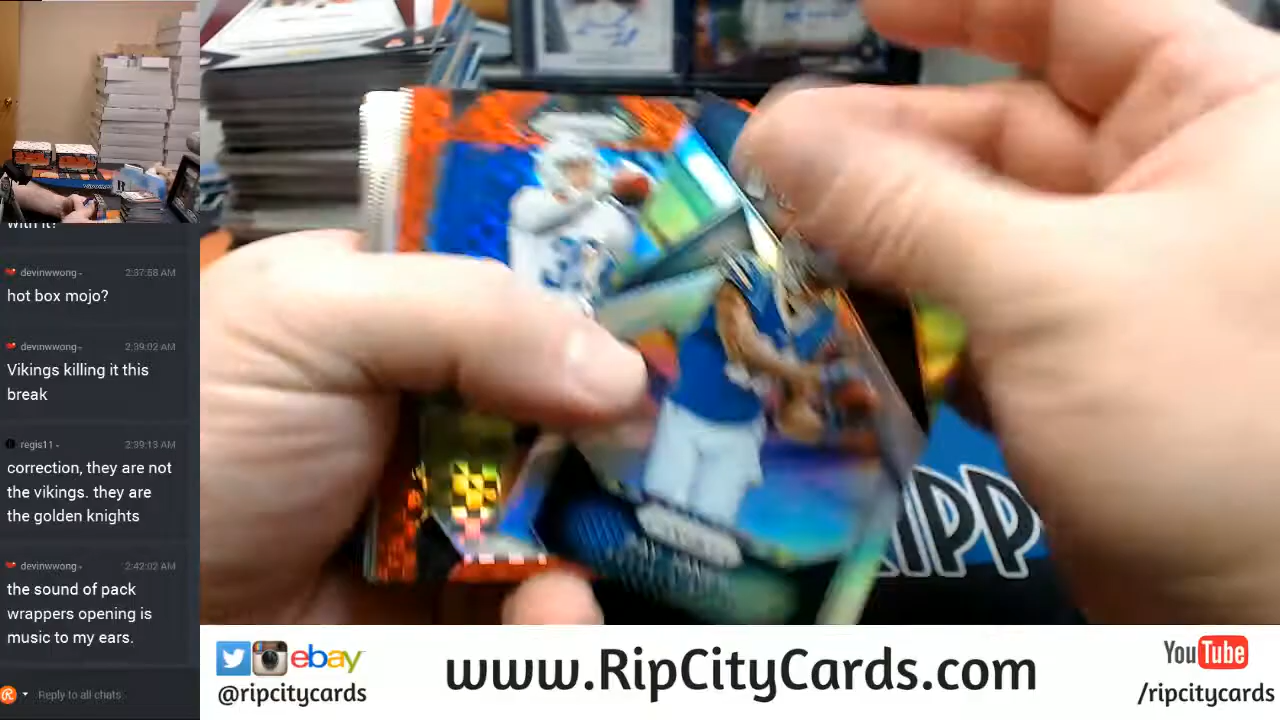 with it?
devinwwong - 2:37:58 AM
hot box mojo?
devinwwong - 2:39:02 AM
Vikings killing it this
break
regis11 - 2:39:13 AM
correction, they are not
the vikings. they are
the golden knights
devinwwong - 2:42:02 AM
the sound of pack
wrappers opening is
music to my ears.
Reply to all chats
RIPP
ebay
@ripcitycards
www.RipCityCards.com
YouTube
/ripcitycards